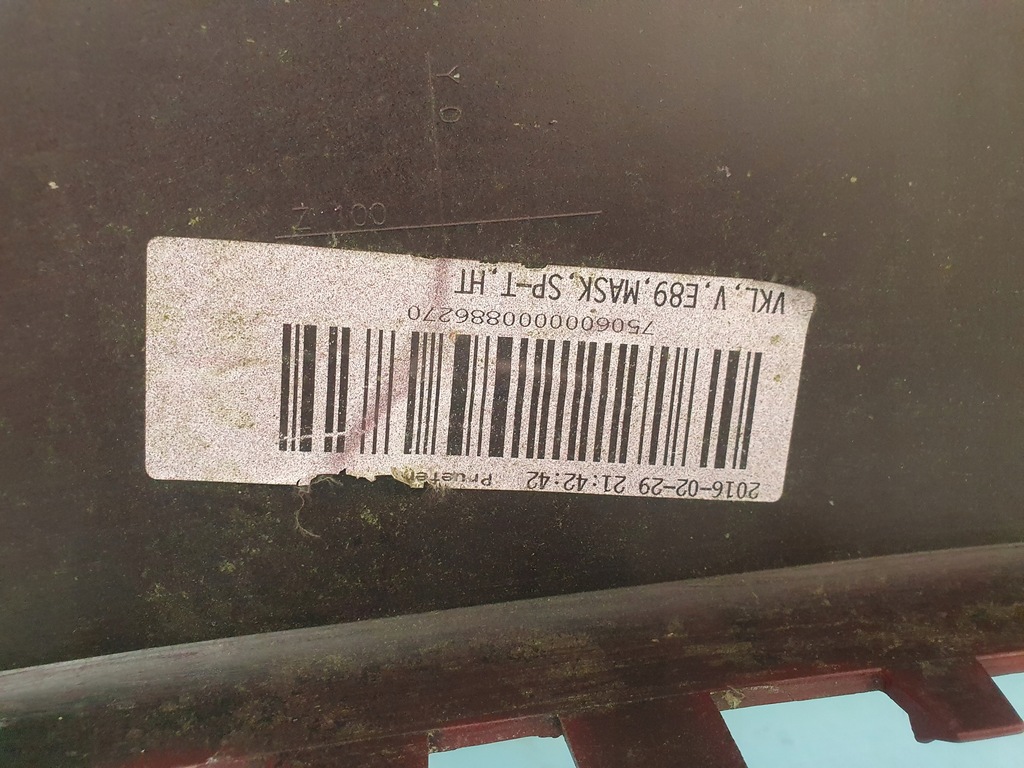 2016-02-29 21:42:42
7506000000886270
VKL,V,E89,MASK,SP-T,HT
Y 0
Z 100